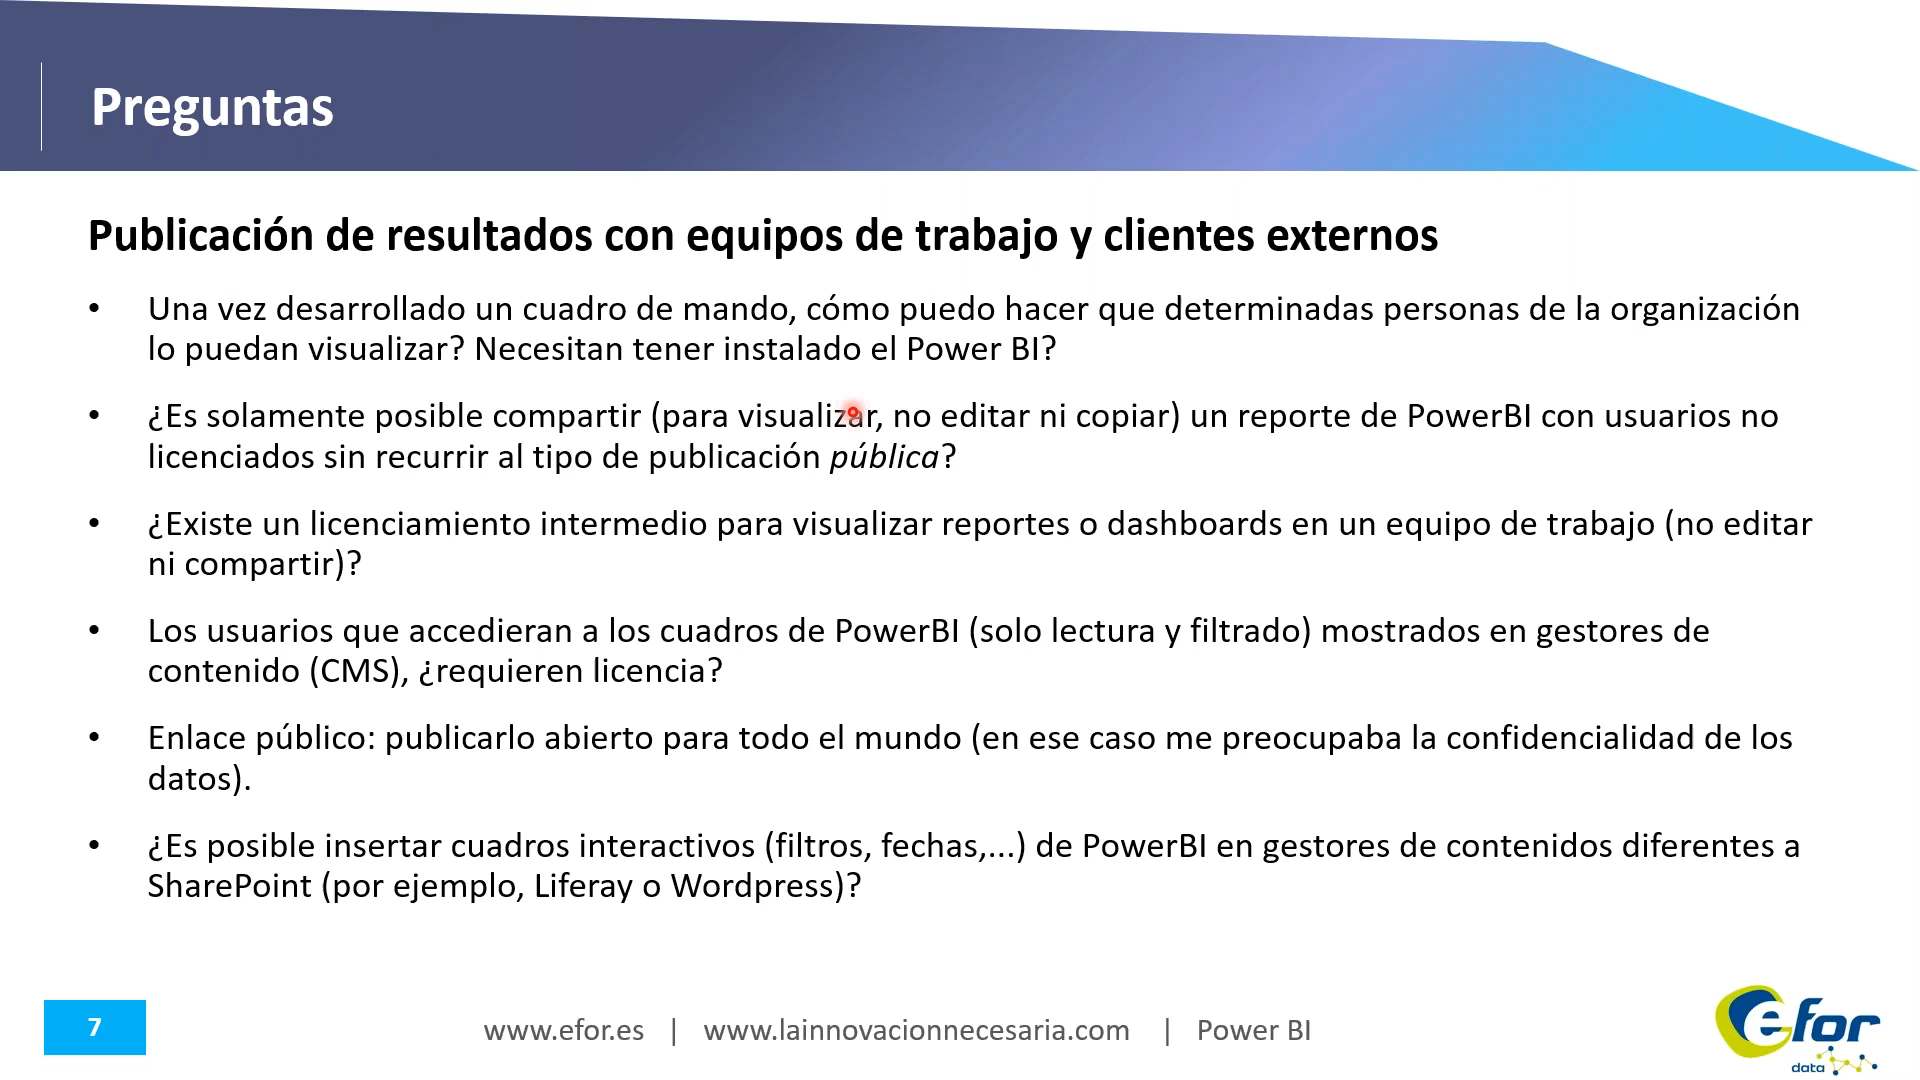 Preguntas
Publicación de resultados con equipos de trabajo y clientes externos
• Una vez desarrollado un cuadro de mando, cómo puedo hacer que determinadas personas de la organización
lo puedan visualizar? Necesitan tener instalado el Power BI?
• ¿Es solamente posible compartir (para visualizar, no editar ni copiar) un reporte de PowerBI con usuarios no
licenciados sin recurrir al tipo de publicación pública?
• ¿Existe un licenciamiento intermedio para visualizar reportes o dashboards en un equipo de trabajo (no editar
ni compartir)?
• Los usuarios que accedieran a los cuadros de PowerBI (solo lectura y filtrado) mostrados en gestores de
contenido (CMS), ¿requieren licencia?
• Enlace público: publicarlo abierto para todo el mundo (en ese caso me preocupaba la confidencialidad de los
datos).
• ¿Es posible insertar cuadros interactivos (filtros, fechas,...) de PowerBI en gestores de contenidos diferentes a
SharePoint (por ejemplo, Liferay o Wordpress)?
7
www.efor.es | www.lainnovacionnecesaria.com | Power BI
efor
data